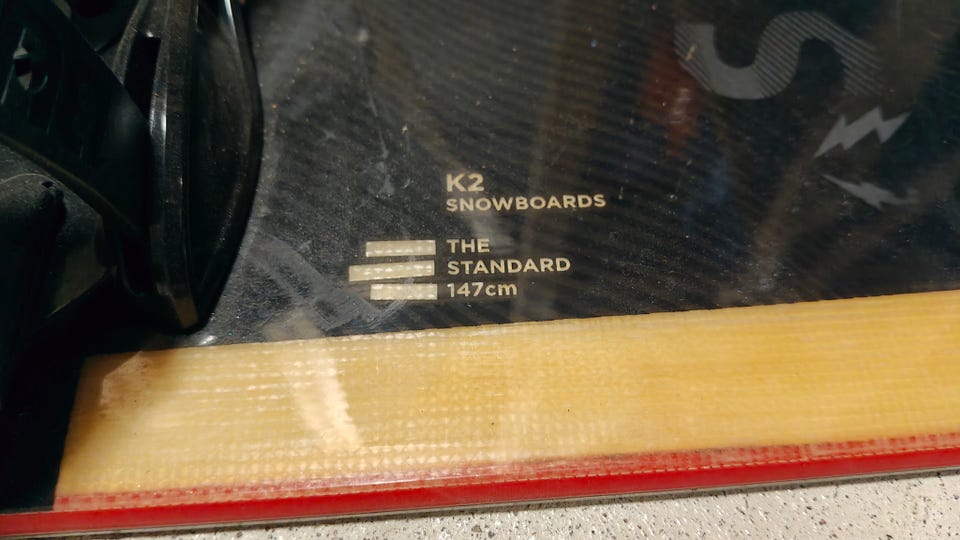 K2
SNOWBOARDS
THE
STANDARD
147cm